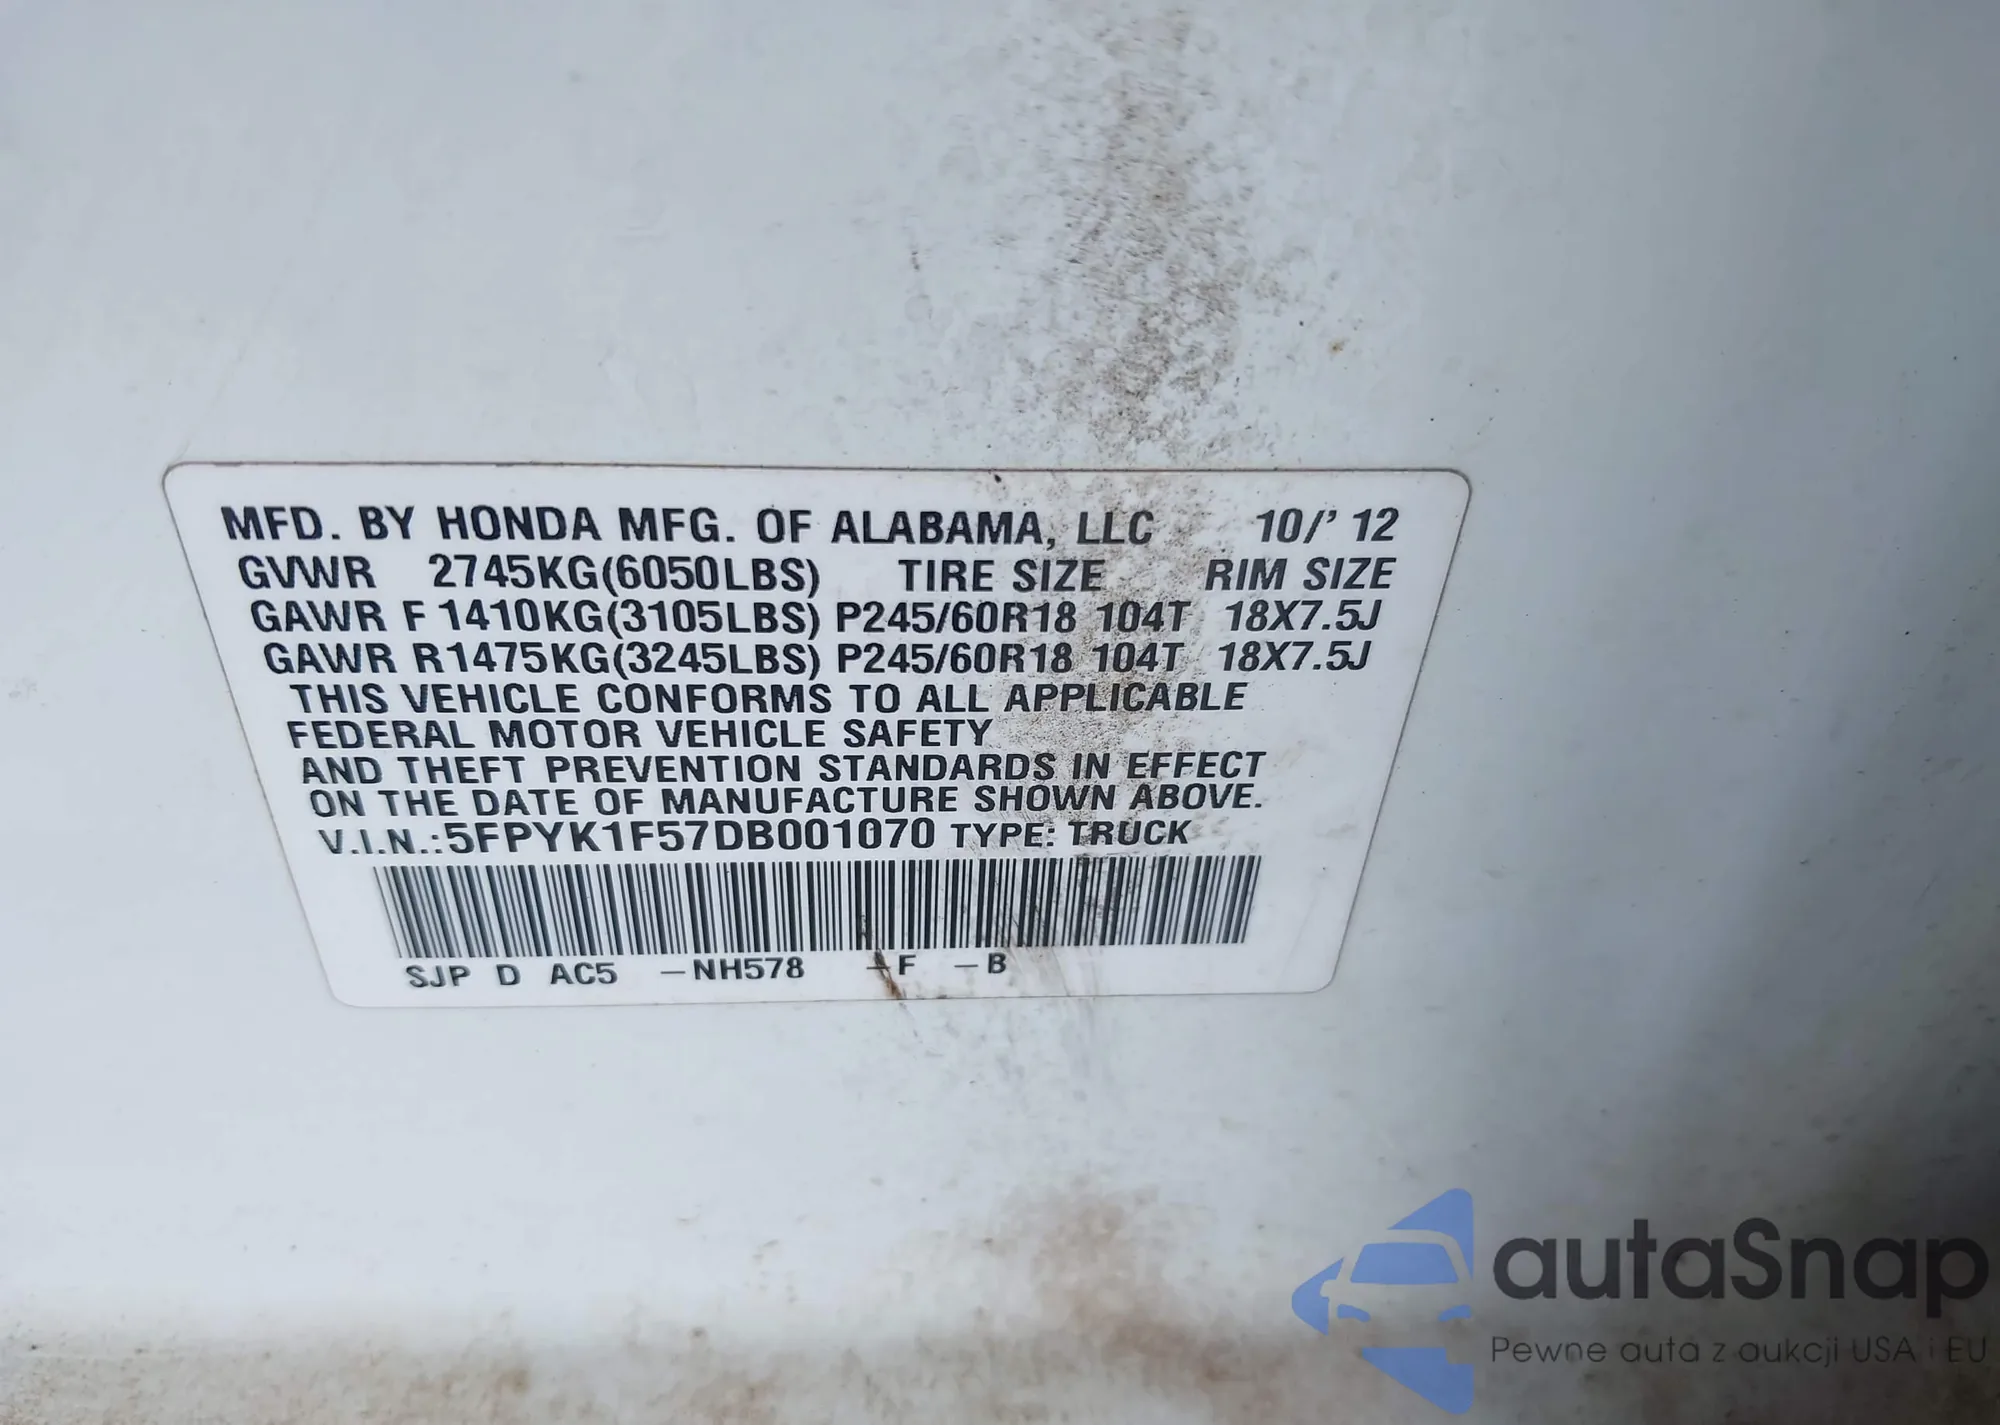 MFD. BY HONDA MFG. OF ALABAMA, LLC 10/'12
GVWR 2745KG(6050LBS) TIRE SIZE RIM SIZE
GAWR F 1410KG(3105LBS) P245/60R18 104T 18X7.5J
GAWR R1475KG(3245LBS) P245/60R18 104T 18X7.5J
THIS VEHICLE CONFORMS TO ALL APPLICABLE
FEDERAL MOTOR VEHICLE SAFETY
AND THEFT PREVENTION STANDARDS IN EFFECT
ON THE DATE OF MANUFACTURE SHOWN ABOVE.
V.I.N.:5FPYK1F57DB001070 TYPE: TRUCK
SJP D AC5 -NH578 -F -B
autaSnap
Pewne auta z aukcji USA i EU